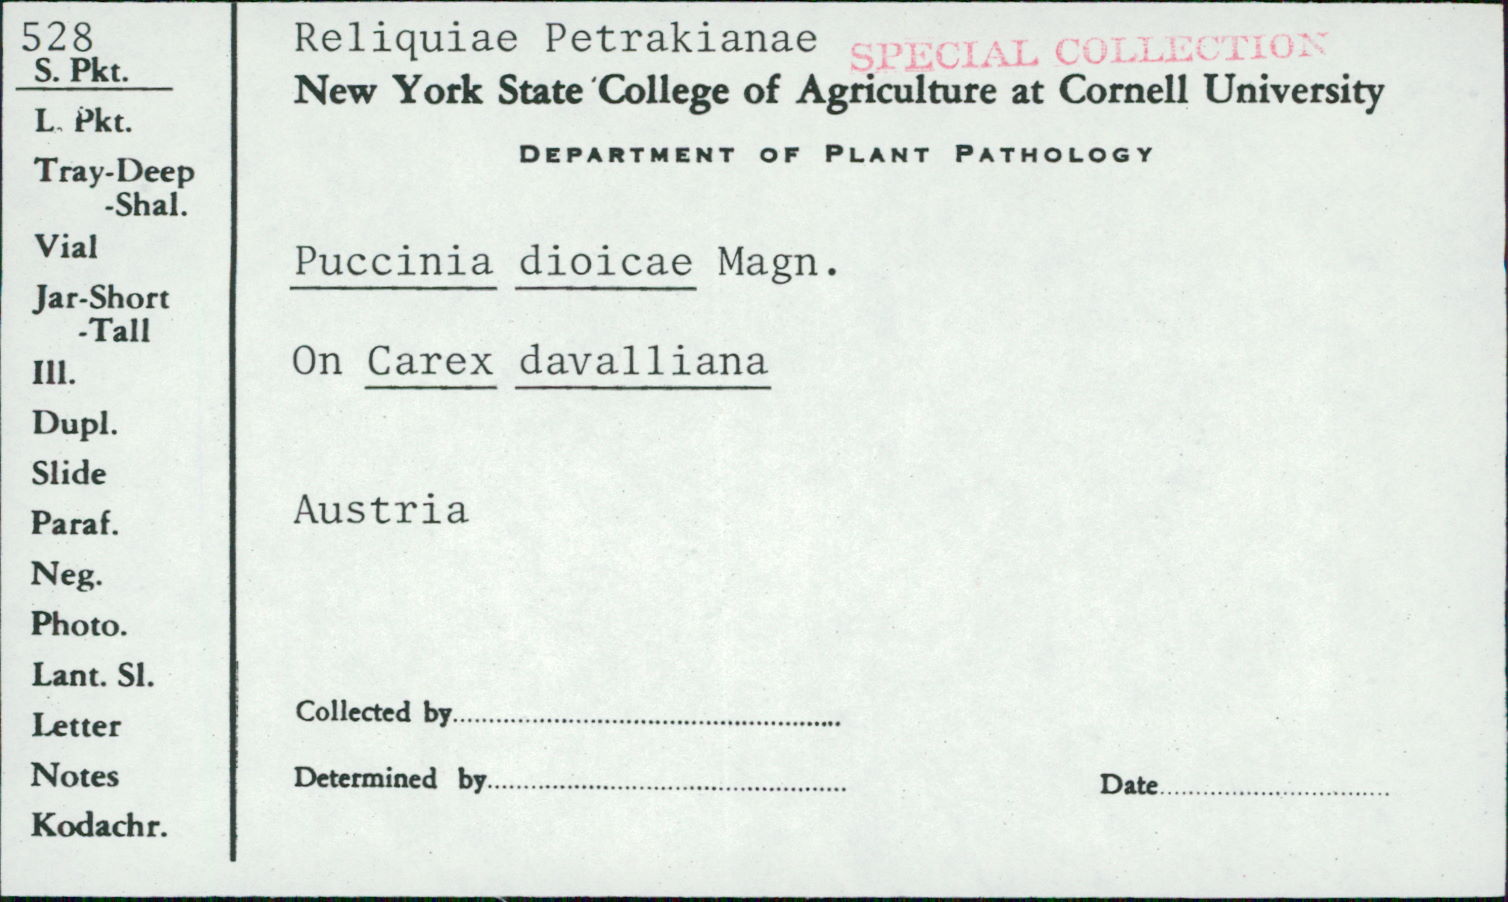 528
S. Pkt.
L. Pkt.
Tray-Deep
-Shal.
Vial
Jar-Short
-Tall
Ill.
Dupl.
Slide
Paraf.
Neg.
Photo.
Lant. Sl.
Letter
Notes
Kodachr.
Reliquiae Petrakianae
SPECIAL COLLECTION
New York State College of Agriculture at Cornell University
DEPARTMENT OF PLANT PATHOLOGY
Puccinia dioicae Magn.
On Carex davalliana
Austria
Collected by
Determined by
Date